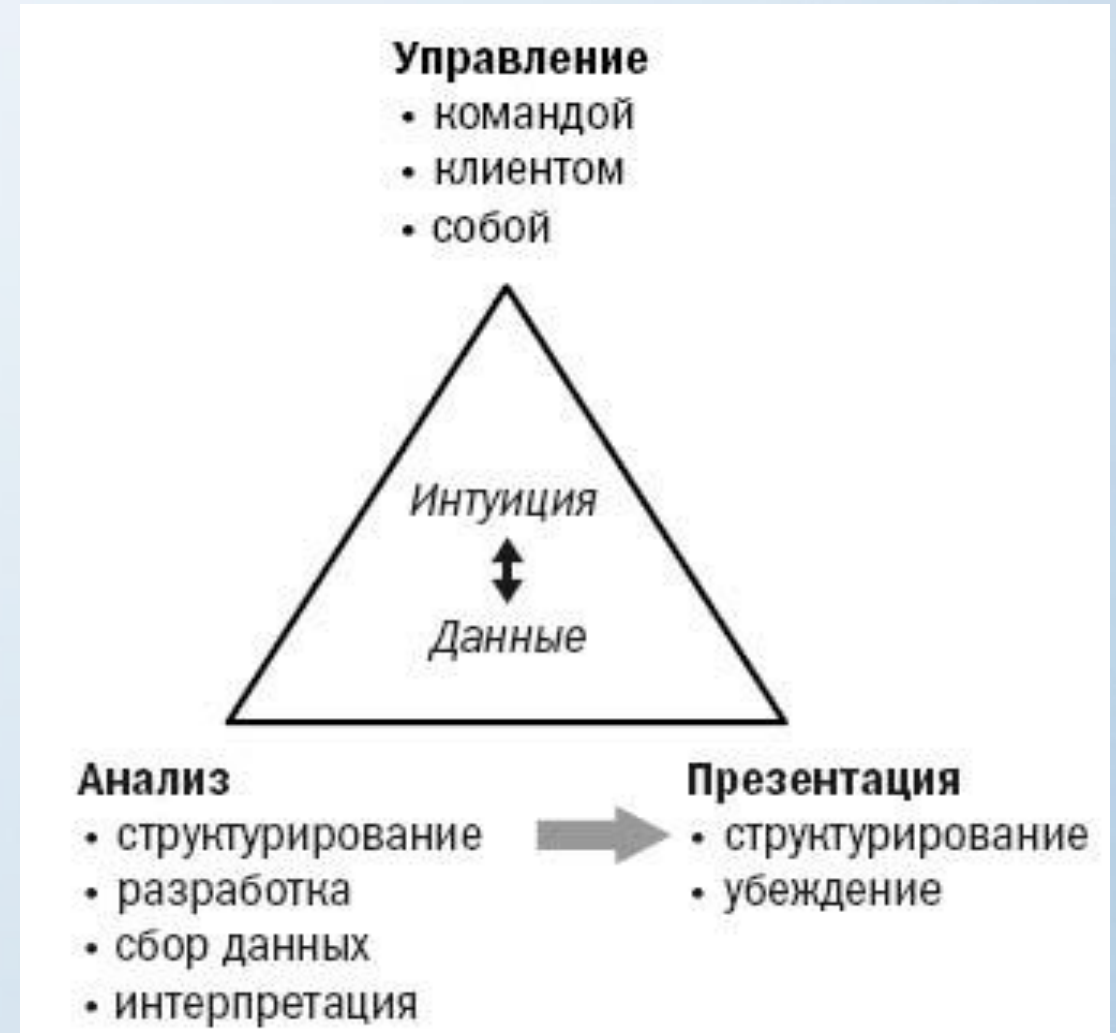 Управление
• командой
• клиентом
• собой
Интуиция
Данные
Анализ
• структурирование
• разработка
• сбор данных
• интерпретация
Презентация
• структурирование
• убеждение